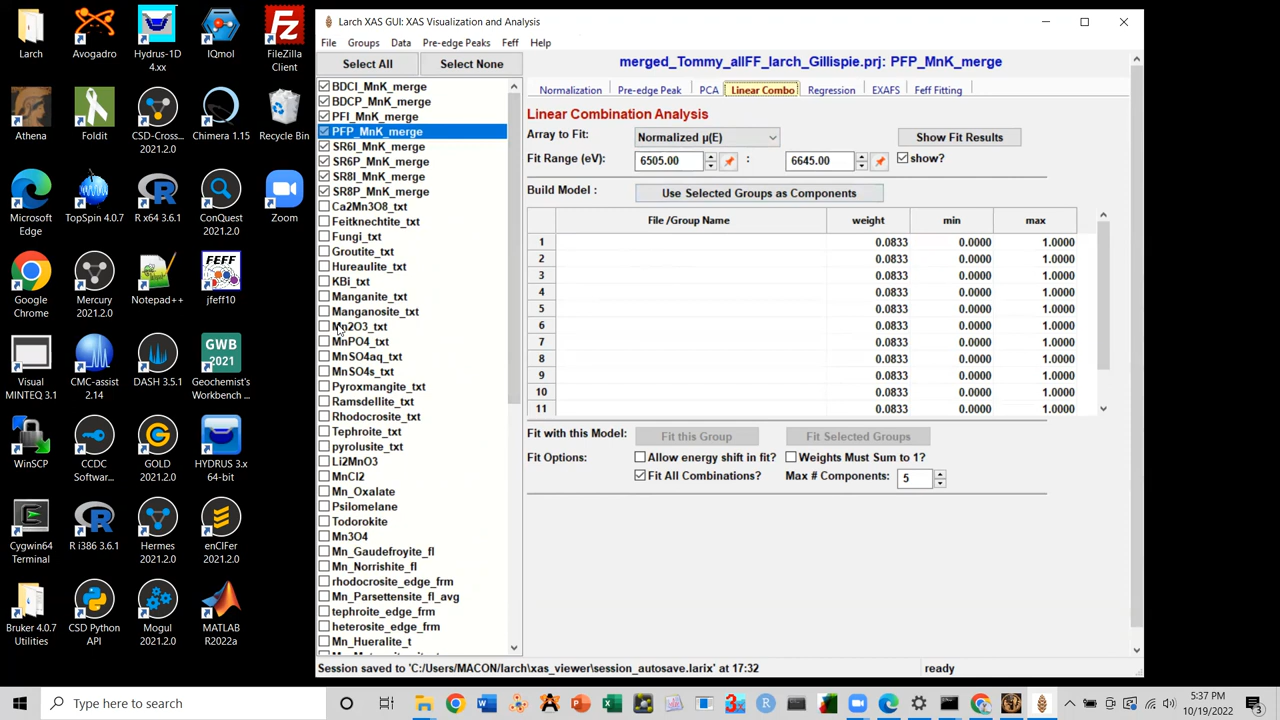 Larch XAS GUI: XAS Visualization and Analysis
File Groups Data Pre-edge Peaks Feff Help
Select All Select None
merged_Tommy_allFF_larch_Gillispie.prj: PFP_MnK_merge
BDCI_MnK_merge
BDCP_MnK_merge
PFI_MnK_merge
PFP_MnK_merge
SR6I_MnK_merge
SR6P_MnK_merge
SR8I_MnK_merge
SR8P_MnK_merge
Ca2Mn3O8_txt
Feitknechtite_txt
Fungi_txt
Groutite_txt
Hureaulite_txt
KBi_txt
Manganite_txt
Manganosite_txt
Mn2O3_txt
MnPO4_txt
MnSO4aq_txt
MnSO4s_txt
Pyroxmangite_txt
Ramsdellite_txt
Rhodocrosite_txt
Tephroite_txt
pyrolusite_txt
Li2MnO3
MnCl2
Mn_Oxalate
Psilomelane
Todorokite
Mn3O4
Mn_Gaudefroyite_fl
Mn_Norrishite_fl
rhodocrosite_edge_frm
Mn_Parsettensite_fl_avg
tephroite_edge_frm
heterosite_edge_frm
Mn_Hueralite_t
Normalization Pre-edge Peak PCA Linear Combo Regression EXAFS Feff Fitting
Linear Combination Analysis
Array to Fit: Normalized μ(E) Show Fit Results
Fit Range (eV): 6505.00 : 6645.00 show?
Build Model : Use Selected Groups as Components
File /Group Name weight min max
1 0.0833 0.0000 1.0000
2 0.0833 0.0000 1.0000
3 0.0833 0.0000 1.0000
4 0.0833 0.0000 1.0000
5 0.0833 0.0000 1.0000
6 0.0833 0.0000 1.0000
7 0.0833 0.0000 1.0000
8 0.0833 0.0000 1.0000
9 0.0833 0.0000 1.0000
10 0.0833 0.0000 1.0000
11 0.0833 0.0000 1.0000
Fit with this Model: Fit this Group Fit Selected Groups
Fit Options: Allow energy shift in fit? Weights Must Sum to 1?
Fit All Combinations? Max # Components: 5
Session saved to 'C:/Users/MACON/larch\xas_viewer\session_autosave.larix' at 17:32 ready
Larch Avogadro Hydrus-1D 4.xx IQmol FileZilla Client
Athena Foldit CSD-Cross... 2021.2.0 Chimera 1.15 Recycle Bin
Microsoft Edge TopSpin 4.0.7 R x64 3.6.1 ConQuest 2021.2.0 Zoom
FEFF
Google Chrome Mercury 2021.2.0 Notepad++ jfeff10
GWB 2021
Visual MINTEQ 3.1 CMC-assist 2.14 DASH 3.5.1 Geochemist's Workbench ...
WinSCP CCDC Software GOLD 2021.2.0 HYDRUS 3.x 64-bit
Cygwin64 Terminal R i386 3.6.1 Hermes 2021.2.0 enCIFer 2021.2.0
Bruker 4.0.7 Utilities CSD Python API Mogul 2021.2.0 MATLAB R2022a
Type here to search
5:37 PM
10/19/2022
3